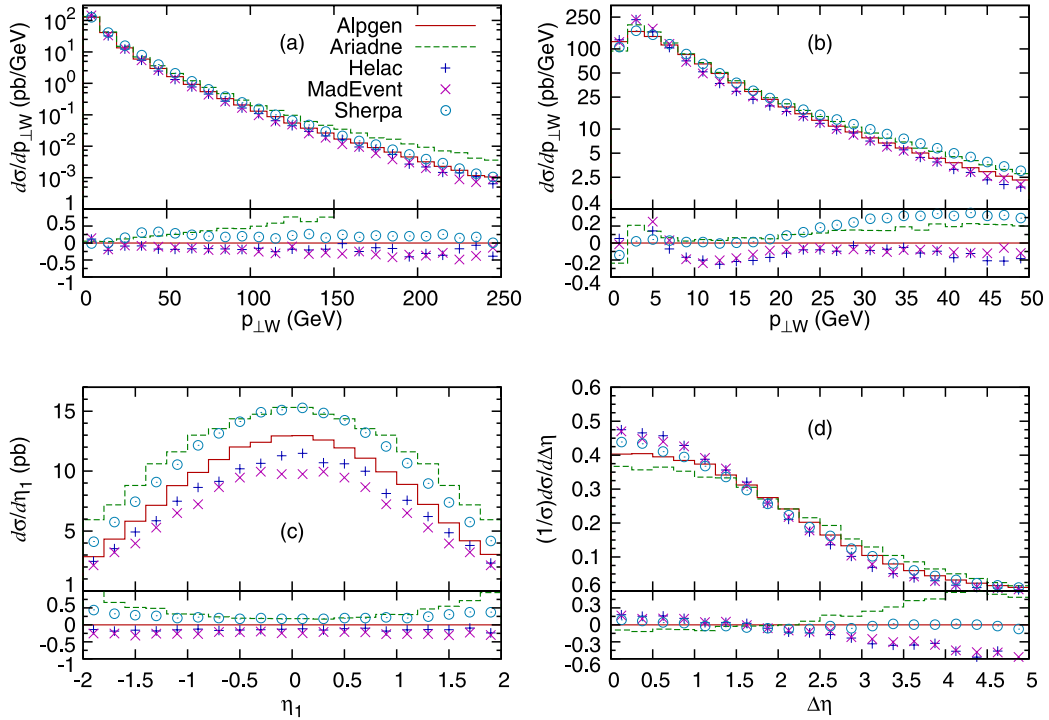 (a)
Alpgen
Ariadne
Helac
MadEvent
Sherpa
dσ/dp⊥W (pb/GeV)
10²
10¹
10⁰
10⁻¹
10⁻²
10⁻³
1
0.5
0
-0.5
-1
0 50 100 150 200 250
p⊥W (GeV)
(b)
dσ/dp⊥W (pb/GeV)
250
100
50
25
10
5
2.5
0.4
0.2
0
-0.2
-0.4
0 5 10 15 20 25 30 35 40 45 50
p⊥W (GeV)
(c)
dσ/dη1 (pb)
15
10
5
1
0.5
0
-0.5
-1
-2 -1.5 -1 -0.5 0 0.5 1 1.5 2
η1
(d)
(1/σ)dσ/dΔη
0.6
0.5
0.4
0.3
0.2
0.1
0.6
0.3
0
-0.3
-0.6
0 0.5 1 1.5 2 2.5 3 3.5 4 4.5 5
Δη